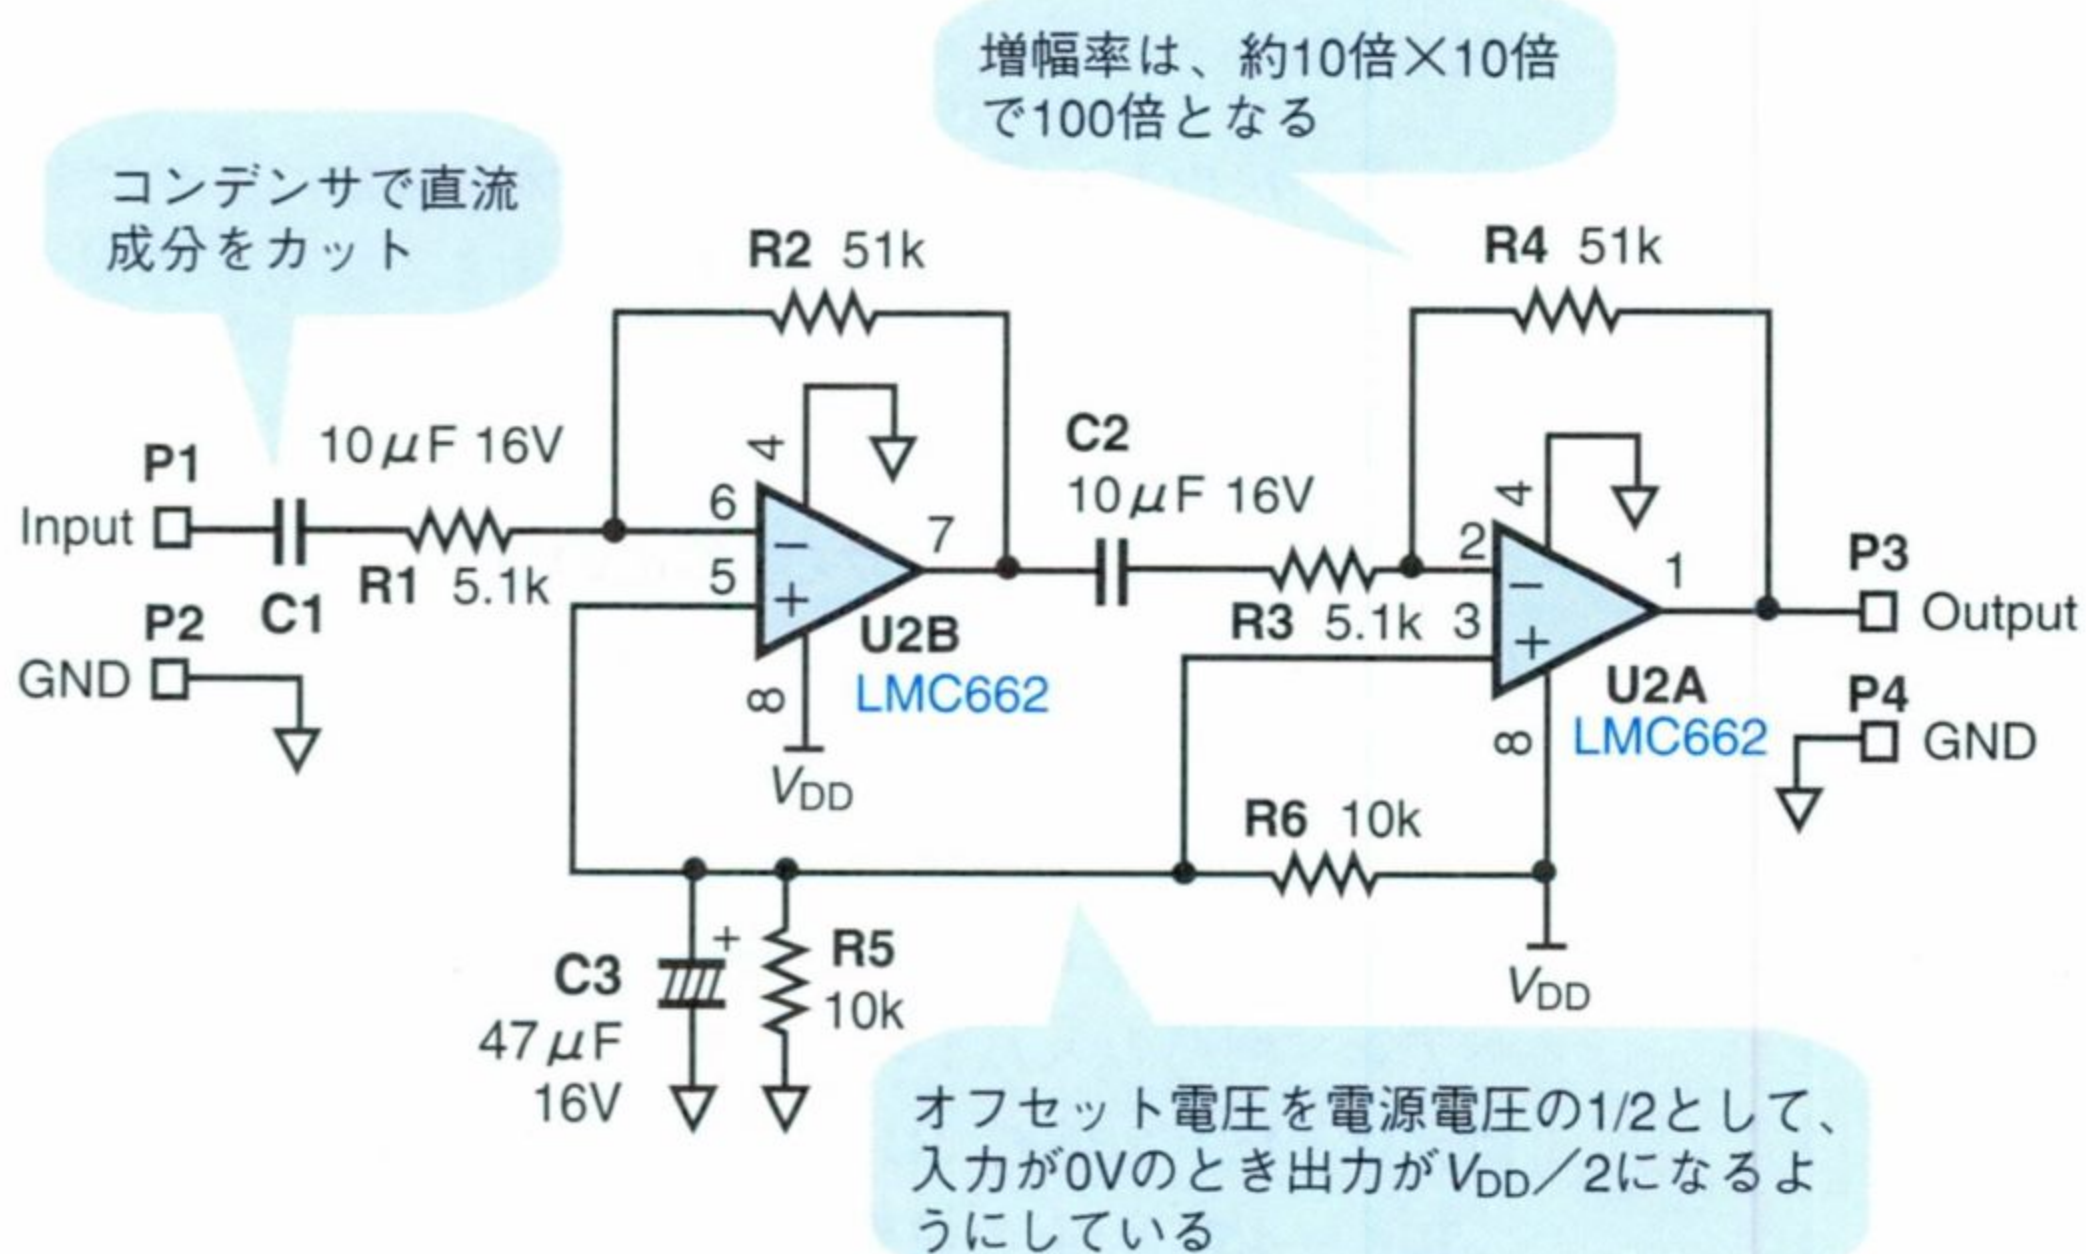 増幅率は、約10倍×10倍
で100倍となる
コンデンサで直流
成分をカット
R2 51k
R4 51k
10μF 16V
C2
10μF 16V
P1
Input
C1
R1 5.1k
P2
GND
4
6
5
7
8
U2B
LMC662
VDD
R3 5.1k
4
2
3
1
8
U2A
LMC662
P3
Output
P4
GND
R6 10k
VDD
C3
+
47μF
16V
R5
10k
オフセット電圧を電源電圧の1/2として、
入力が0Vのとき出力がVDD／2になるよ
うにしている